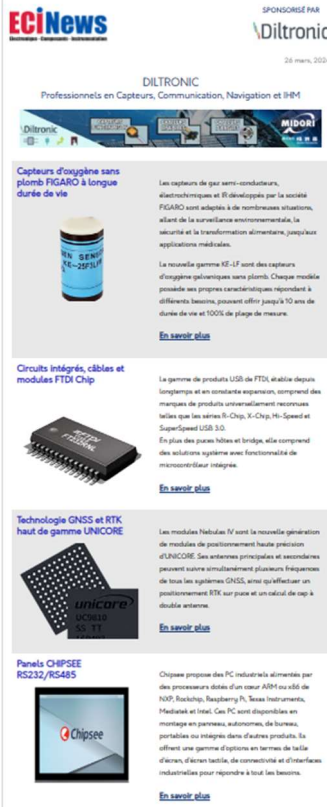 ECINews
Electronique - Composants - Instrumentation
SPONSORISÉ PAR
Diltronic
26 mars, 202
DILTRONIC
Professionnels en Capteurs, Communication, Navigation et IHM
Diltronic
MIDORI
Capteurs d'oxygène sans
plomb FIGARO à longue
durée de vie
EN SENSO
KE-25F3LF
Les capteurs de gaz semi-conducteurs,
électrochimiques et IR développés par la société
FIGARO sont adaptés à de nombreuses situations,
allant de la surveillance environnementale, la
sécurité et la transformation alimentaire, jusqu'aux
applications médicales.
La nouvelle gamme KE-LF sont des capteurs
d'oxygène galvaniques sans plomb. Chaque modèle
possède ses propres caractéristiques répondant à
différents besoins, pouvant offrir jusqu'à 10 ans de
durée de vie et 100% de plage de mesure.
En savoir plus
Circuits intégrés, câbles et
modules FTDI Chip
FTDI
FT232RNL
La gamme de produits USB de FTDI, établie depuis
longtemps et en constante expansion, comprend des
marques de produits universellement reconnues
telles que les séries R-Chip, X-Chip, Hi-Speed et
SuperSpeed USB 3.0.
En plus des puces hôtes et bridge, elle comprend
des solutions système avec fonctionnalité de
microcontrôleur intégrée.
En savoir plus
Technologie GNSS et RTK
haut de gamme UNICORE
unicore
UC9810
SS TT
Les modules Nebulas IV sont la nouvelle génération
de modules de positionnement haute précision
d'UNICORE. Ses antennes principales et secondaires
peuvent suivre simultanément plusieurs fréquences
de tous les systèmes GNSS, ainsi qu'effectuer un
positionnement RTK sur puce et un calcul de cap à
double antenne.
En savoir plus
Panels CHIPSEE
RS232/RS485
Chipsee
Chipsee propose des PC industriels alimentés par
des processeurs dotés d'un cœur ARM ou x86 de
NXP, Rockchip, Raspberry Pi, Texas Instruments,
Mediatek et Intel. Ces PC sont disponibles en
montage en panneau, autonomes, de bureau,
portables ou intégrés dans d'autres produits. Ils
offrent une gamme d'options en termes de taille
d'écran, d'écran tactile, de connectivité et d'interfaces
industrielles pour répondre à tout les besoins.
En savoir plus